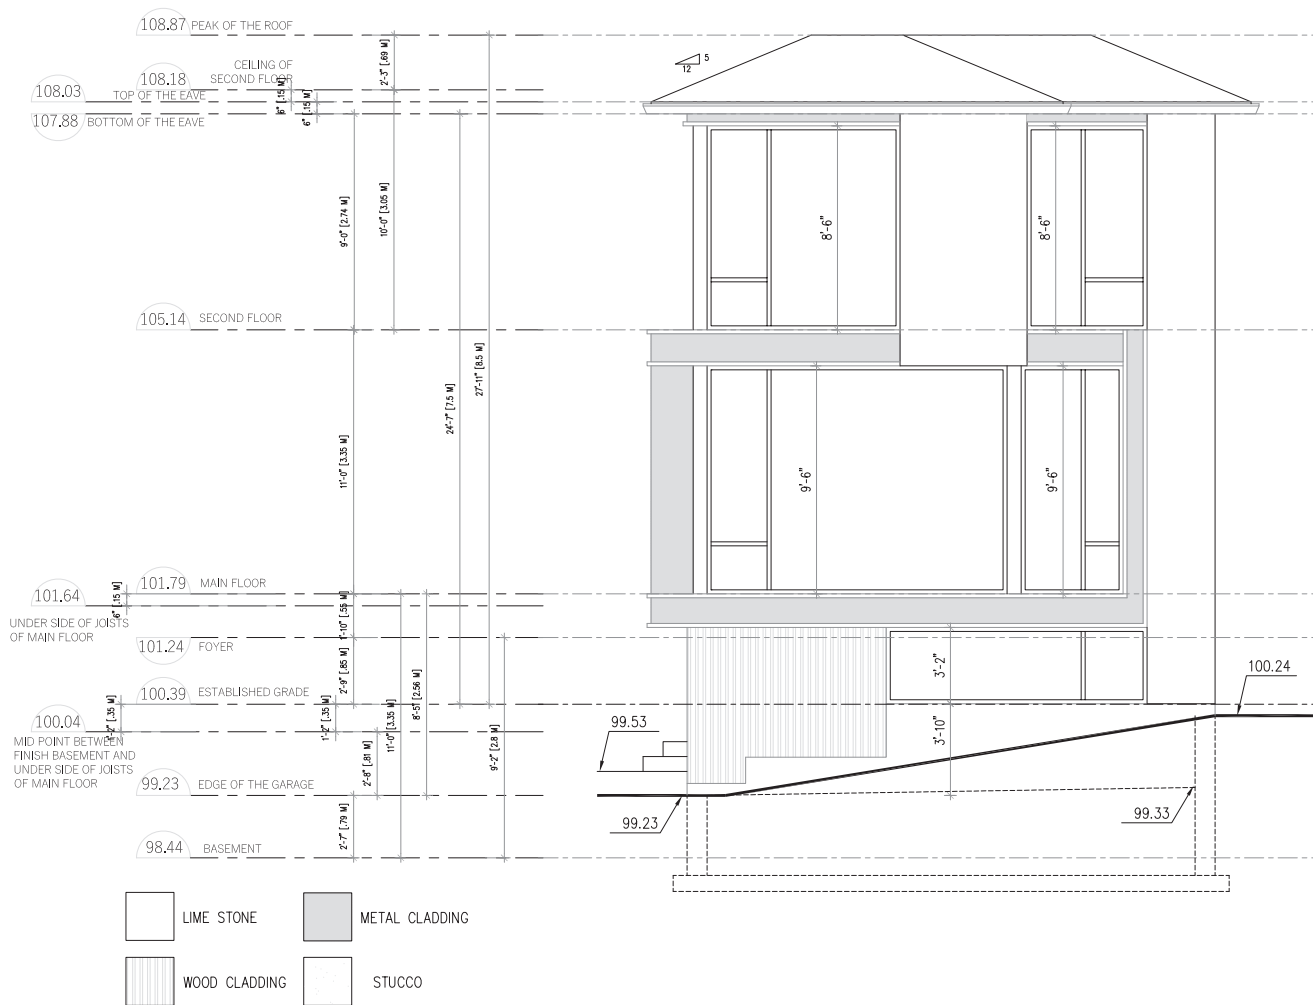 108.87 PEAK OF THE ROOF
CEILING OF
108.18 SECOND FLOOR
108.03 TOP OF THE EAVE
107.88 BOTTOM OF THE EAVE
2'-3" [.69 M]
6" [.15 M]
6" [.15 M]
5
12
9'-0" [2.74 M]
10'-0" [3.05 M]
8'-6"
8'-6"
105.14 SECOND FLOOR
27'-11" [8.5 M]
24'-7" [7.5 M]
11'-0" [3.35 M]
9'-6"
9'-6"
101.79 MAIN FLOOR
101.64
6" [.15 M]
UNDER SIDE OF JOISTS
OF MAIN FLOOR
1'-10" [.55 M]
101.24 FOYER
2'-9" [.85 M]
8'-5" [2.56 M]
3'-2"
100.39 ESTABLISHED GRADE
100.24
100.04
1'-2" [.35 M]
1'-2" [.35 M]
11'-0" [3.35 M]
9'-2" [2.8 M]
99.53
3'-10"
MID POINT BETWEEN
FINISH BASEMENT AND
UNDER SIDE OF JOISTS
OF MAIN FLOOR
2'-8" [.81 M]
99.23 EDGE OF THE GARAGE
99.23
99.33
2'-7" [.79 M]
98.44 BASEMENT
LIME STONE
METAL CLADDING
WOOD CLADDING
STUCCO